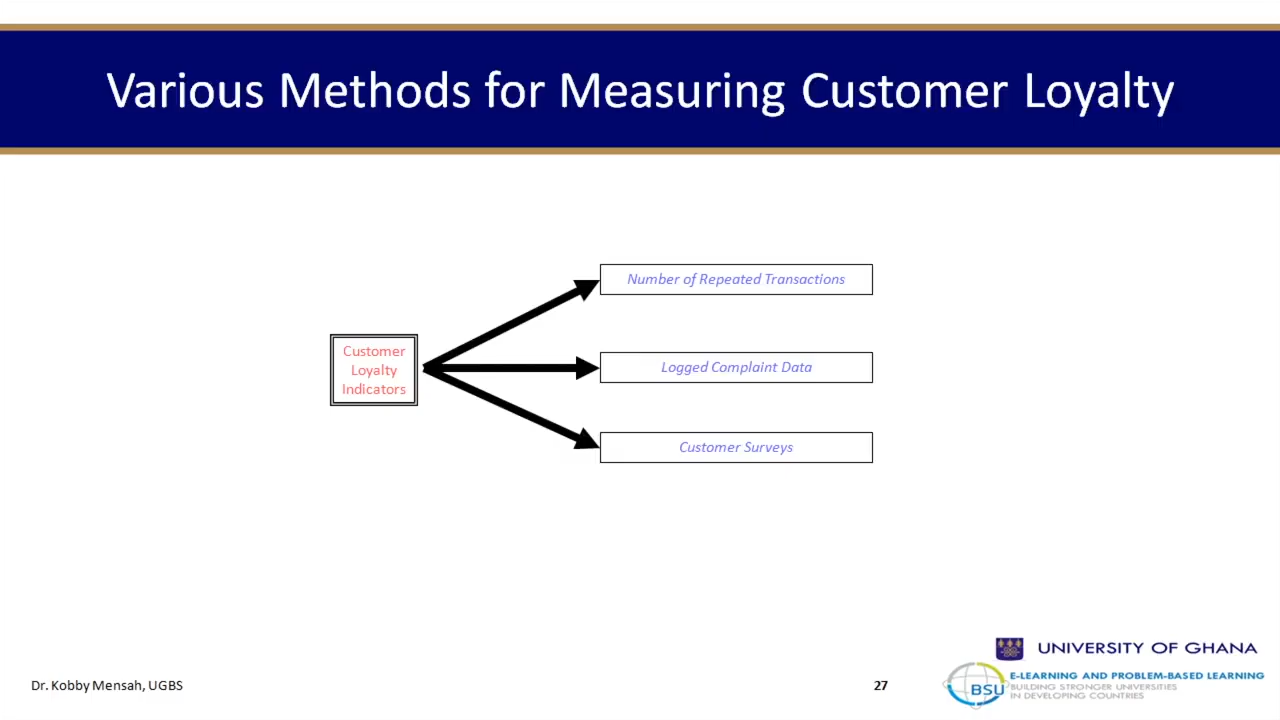 Various Methods for Measuring Customer Loyalty
Number of Repeated Transactions
Customer
Loyalty
Indicators
Logged Complaint Data
Customer Surveys
UNIVERSITY OF GHANA
Dr. Kobby Mensah, UGBS
27
BSU
E-LEARNING AND PROBLEM-BASED LEARNING
BUILDING STRONGER UNIVERSITIES
IN DEVELOPING COUNTRIES